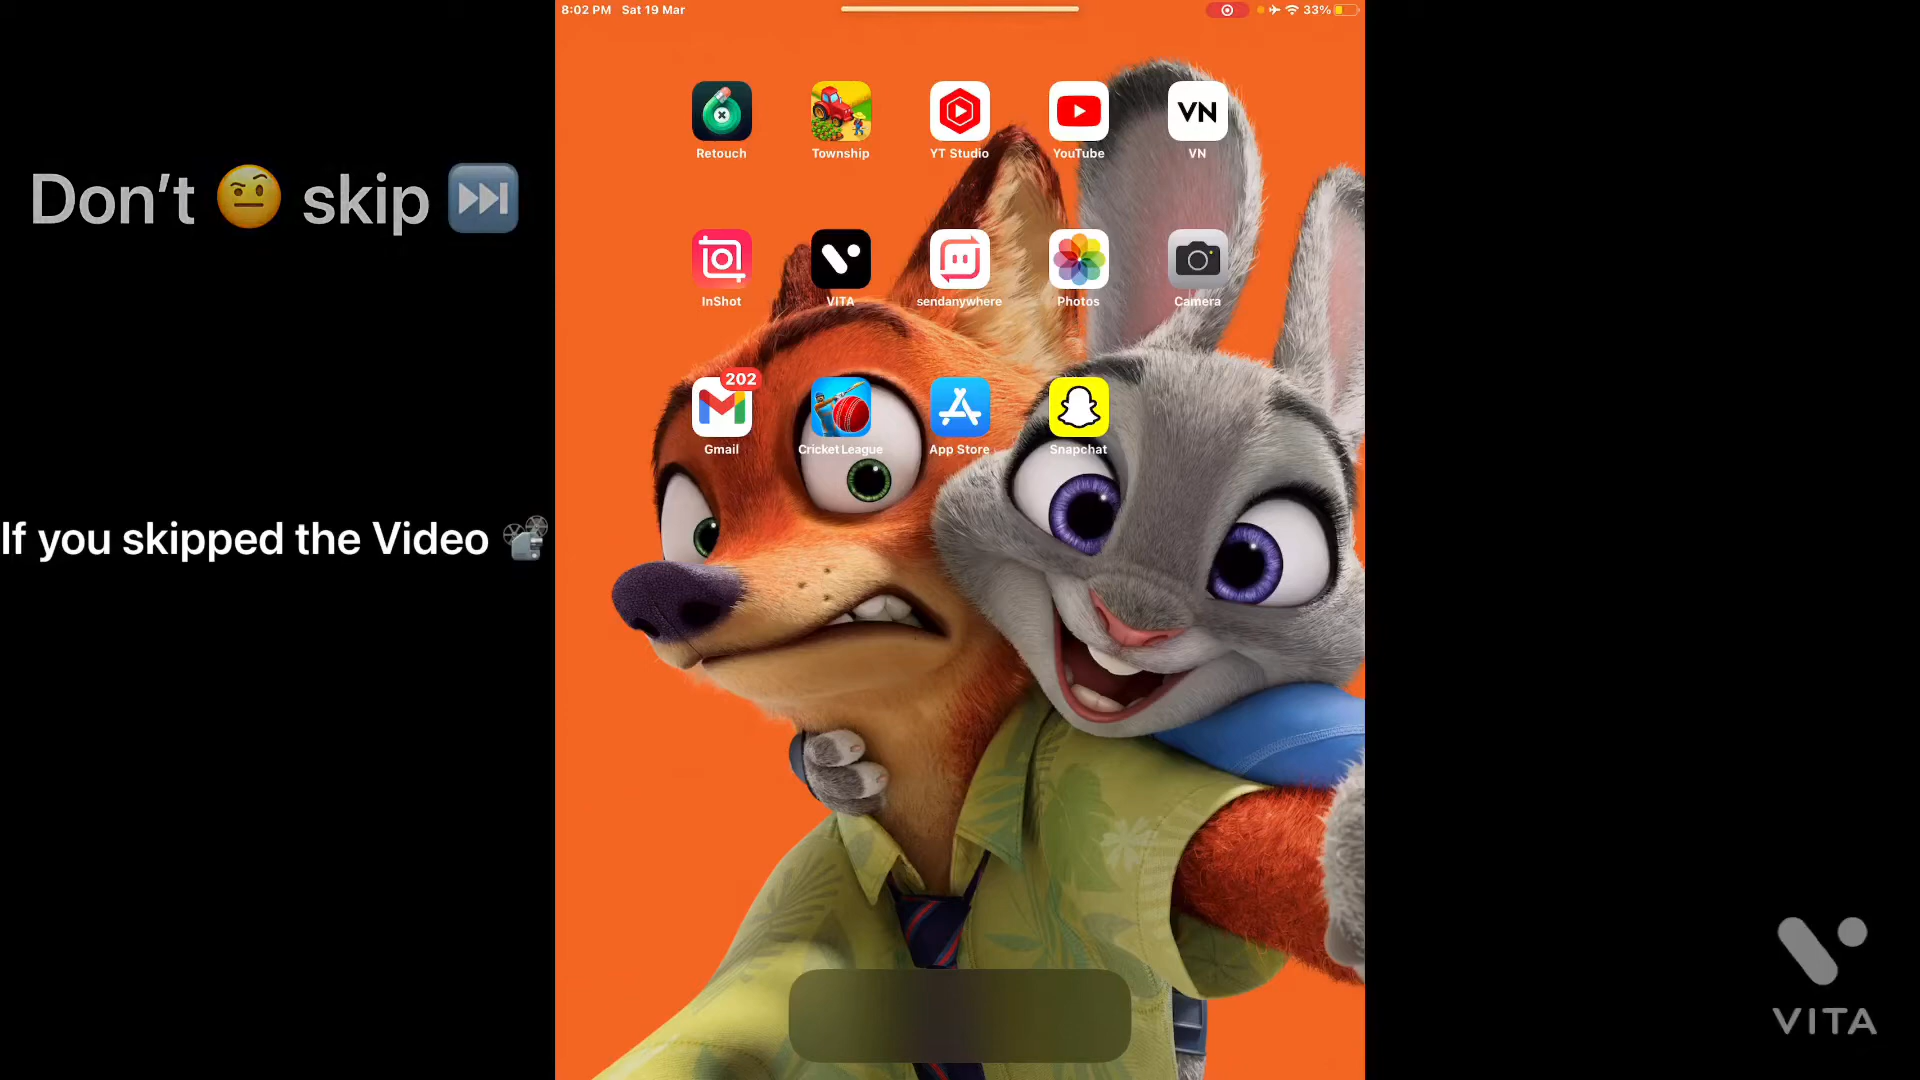 8:02 PM Sat 19 Mar 33%
Retouch Township YT Studio YouTube VN
VN
InShot VITA sendanywhere Photos Camera
202
Gmail Cricket League App Store Snapchat
Don't 🤨 skip ⏭️
If you skipped the Video 📽️
VITA